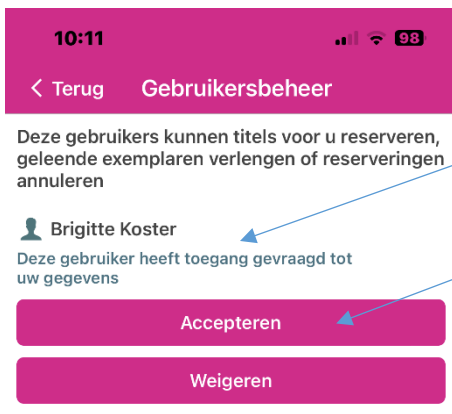 10:11
98
Terug Gebruikersbeheer
Deze gebruikers kunnen titels voor u reserveren,
geleende exemplaren verlengen of reserveringen
annuleren
Brigitte Koster
Deze gebruiker heeft toegang gevraagd tot
uw gegevens
Accepteren
Weigeren